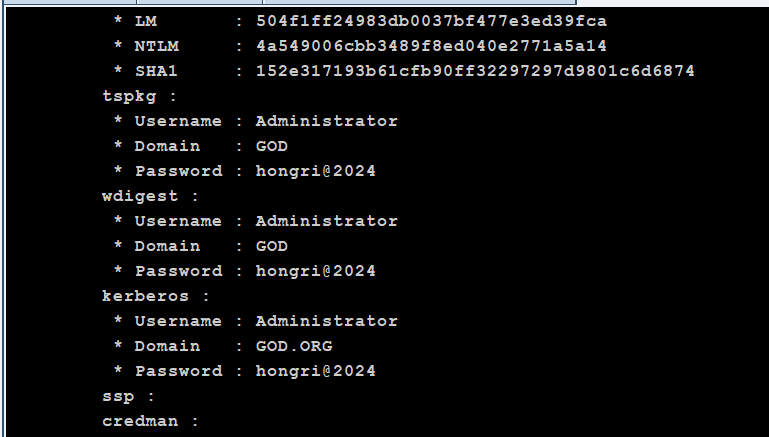 * LM : 504f1ff24983db0037bf477e3ed39fca
* NTLM : 4a549006cbb3489f8ed040e2771a5a14
* SHA1 : 152e317193b61cfb90ff32297297d9801c6d6874
tspkg :
* Username : Administrator
* Domain : GOD
* Password : hongri@2024
wdigest :
* Username : Administrator
* Domain : GOD
* Password : hongri@2024
kerberos :
* Username : Administrator
* Domain : GOD.ORG
* Password : hongri@2024
ssp :
credman :